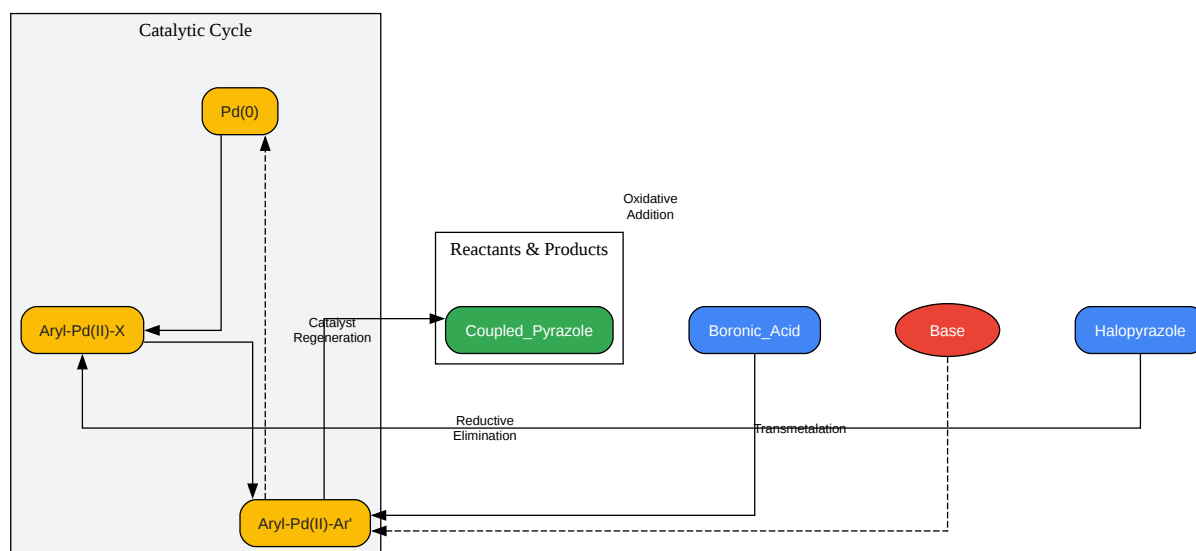 Catalytic Cycle
Pd(0)
Oxidative
Addition
Reactants & Products
Aryl-Pd(II)-X
Catalyst
Regeneration
Coupled_Pyrazole
Boronic_Acid
Base
Halopyrazole
Reductive
Elimination
Transmetalation
Aryl-Pd(II)-Ar'